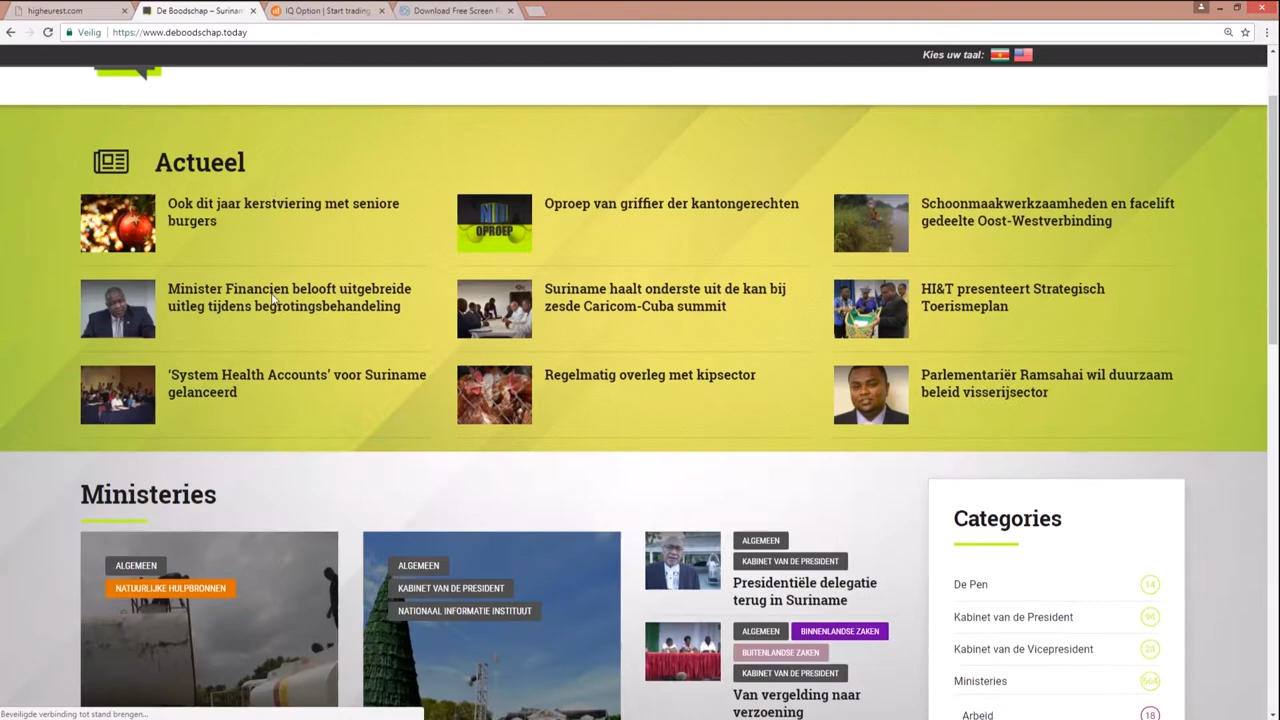 higheurest.com
De Boodschap – Surinam
IQ Option | Start trading
Download Free Screen R
Veilig
https://www.deboodschap.today
Kies uw taal:
Actueel
Ook dit jaar kerstviering met seniore
burgers
OPROEP
Oproep van griffier der kantongerechten
Schoonmaakwerkzaamheden en facelift
gedeelte Oost-Westverbinding
Minister Financien belooft uitgebreide
uitleg tijdens begrotingsbehandeling
Suriname haalt onderste uit de kan bij
zesde Caricom-Cuba summit
HI&T presenteert Strategisch
Toerismeplan
‘System Health Accounts’ voor Suriname
gelanceerd
Regelmatig overleg met kipsector
Parlementariër Ramsahai wil duurzaam
beleid visserijsector
Ministeries
ALGEMEEN
NATUURLIJKE HULPBRONNEN
ALGEMEEN
KABINET VAN DE PRESIDENT
NATIONAAL INFORMATIE INSTITUUT
ALGEMEEN
KABINET VAN DE PRESIDENT
Presidentiële delegatie
terug in Suriname
ALGEMEEN BINNENLANDSE ZAKEN
BUITENLANDSE ZAKEN
KABINET VAN DE PRESIDENT
Van vergelding naar
verzoening
Categories
De Pen 14
Kabinet van de President 96
Kabinet van de Vicepresident 28
Ministeries 564
Arbeid 18
Beveiligde verbinding tot stand brengen...